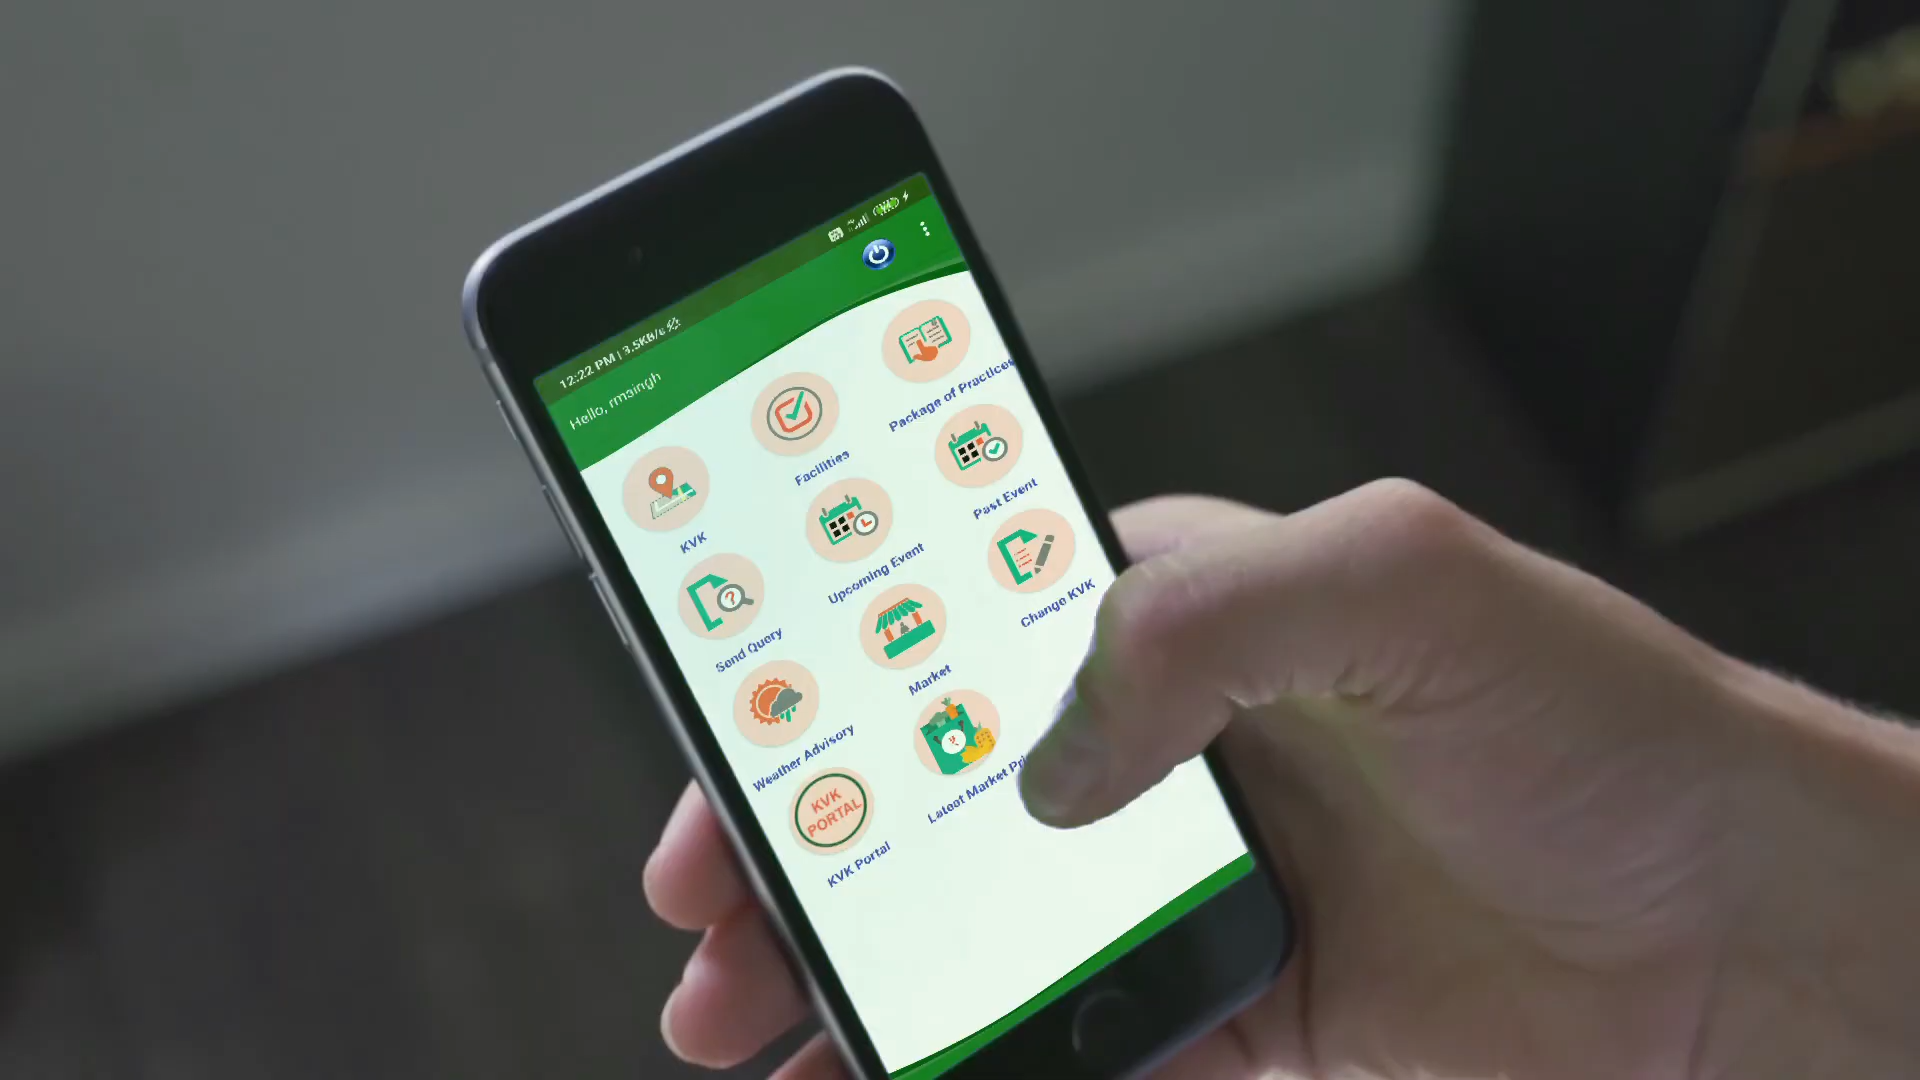 12:22 PM | 3.5KB/s
Hello, rmsingh
KVK
Facilities
Package of Practices
Send Query
Upcoming Event
Past Event
Weather Advisory
Market
Change KVK
KVK PORTAL
KVK Portal
Latest Market Pri